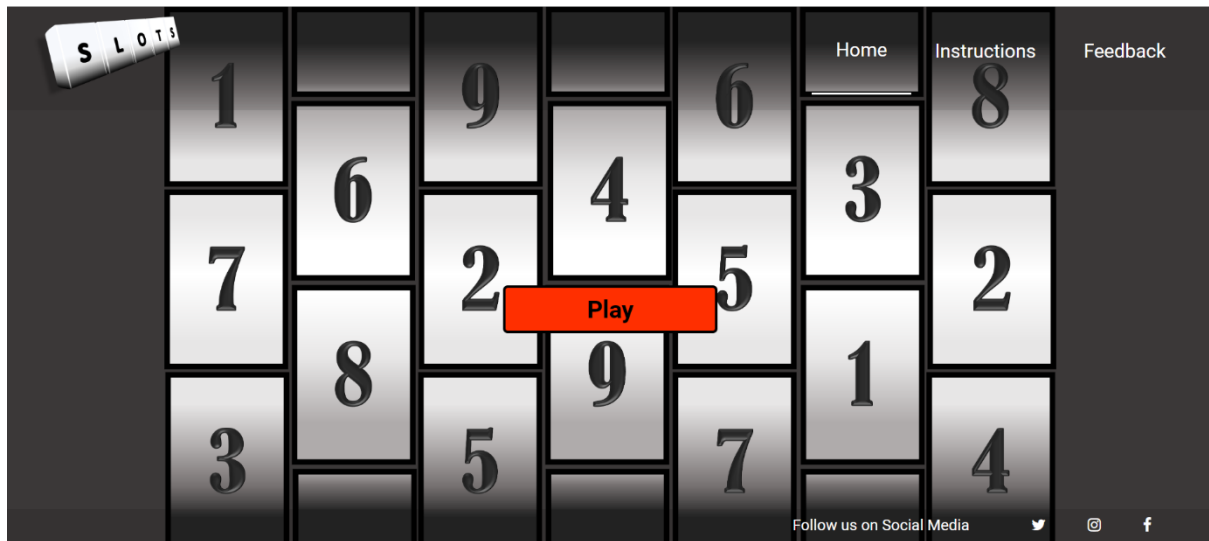 SLOTS
Home Instructions Feedback
1 9 6 8
6 4 3
7 2 5 2
Play
8 9 1
3 5 7 4
Follow us on Social Media